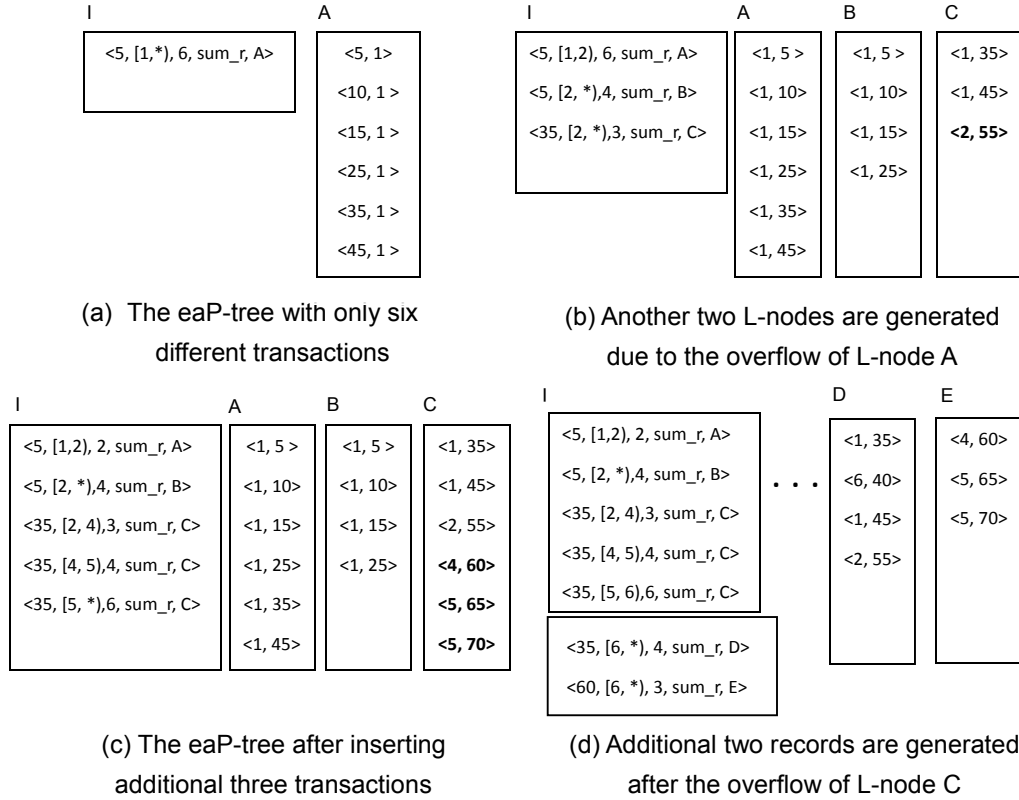 I
A
<5, [1,*), 6, sum_r, A>
<5, 1>
<10, 1 >
<15, 1 >
<25, 1 >
<35, 1 >
<45, 1 >
(a) The eaP-tree with only six
different transactions
I
A
B
C
<5, [1,2), 6, sum_r, A>
<5, [2, *),4, sum_r, B>
<35, [2, *),3, sum_r, C>
<1, 5 >
<1, 10>
<1, 15>
<1, 25>
<1, 35>
<1, 45>
<1, 5 >
<1, 10>
<1, 15>
<1, 25>
<1, 35>
<1, 45>
<2, 55>
(b) Another two L-nodes are generated
due to the overflow of L-node A
I
A
B
C
<5, [1,2), 2, sum_r, A>
<5, [2, *),4, sum_r, B>
<35, [2, 4),3, sum_r, C>
<35, [4, 5),4, sum_r, C>
<35, [5, *),6, sum_r, C>
<1, 5 >
<1, 10>
<1, 15>
<1, 25>
<1, 35>
<1, 45>
<1, 5 >
<1, 10>
<1, 15>
<1, 25>
<1, 35>
<1, 45>
<2, 55>
<4, 60>
<5, 65>
<5, 70>
(c) The eaP-tree after inserting
additional three transactions
I
D
E
<5, [1,2), 2, sum_r, A>
<5, [2, *),4, sum_r, B>
<35, [2, 4),3, sum_r, C>
<35, [4, 5),4, sum_r, C>
<35, [5, 6),6, sum_r, C>
<35, [6, *), 4, sum_r, D>
<60, [6, *), 3, sum_r, E>
. . .
<1, 35>
<6, 40>
<1, 45>
<2, 55>
<4, 60>
<5, 65>
<5, 70>
(d) Additional two records are generated
after the overflow of L-node C